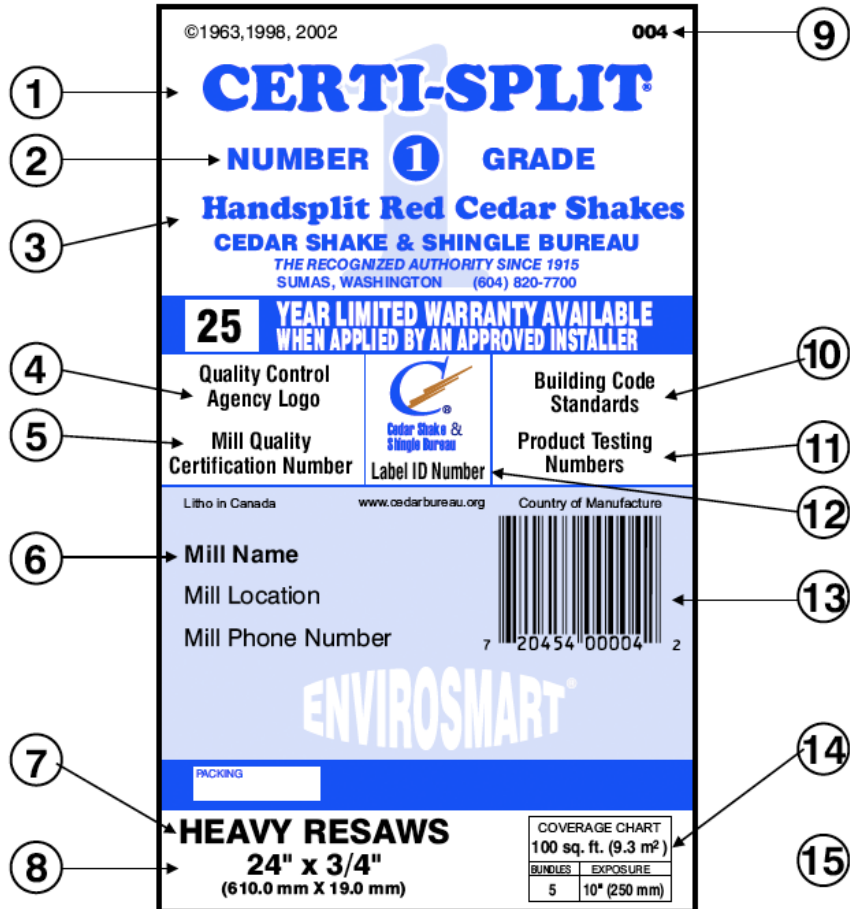 ©1963,1998, 2002
004
9
1
CERTI-SPLIT®
2
NUMBER 1 GRADE
3
Handsplit Red Cedar Shakes
CEDAR SHAKE & SHINGLE BUREAU
THE RECOGNIZED AUTHORITY SINCE 1915
SUMAS, WASHINGTON (604) 820-7700
25
YEAR LIMITED WARRANTY AVAILABLE
WHEN APPLIED BY AN APPROVED INSTALLER
4
Quality Control
Agency Logo
5
Mill Quality
Certification Number
C®
Cedar Shake &
Shingle Bureau
Label ID Number
Building Code
Standards
10
Product Testing
Numbers
11
12
Litho in Canada
www.cedarbureau.org
Country of Manufacture
6
Mill Name
Mill Location
Mill Phone Number
7 20454 00004 2
13
ENVIROSMART®
PACKING
7
HEAVY RESAWS
8
24" x 3/4"
(610.0 mm X 19.0 mm)
COVERAGE CHART
100 sq. ft. (9.3 m²)
BUNDLES EXPOSURE
5 10" (250 mm)
14
15